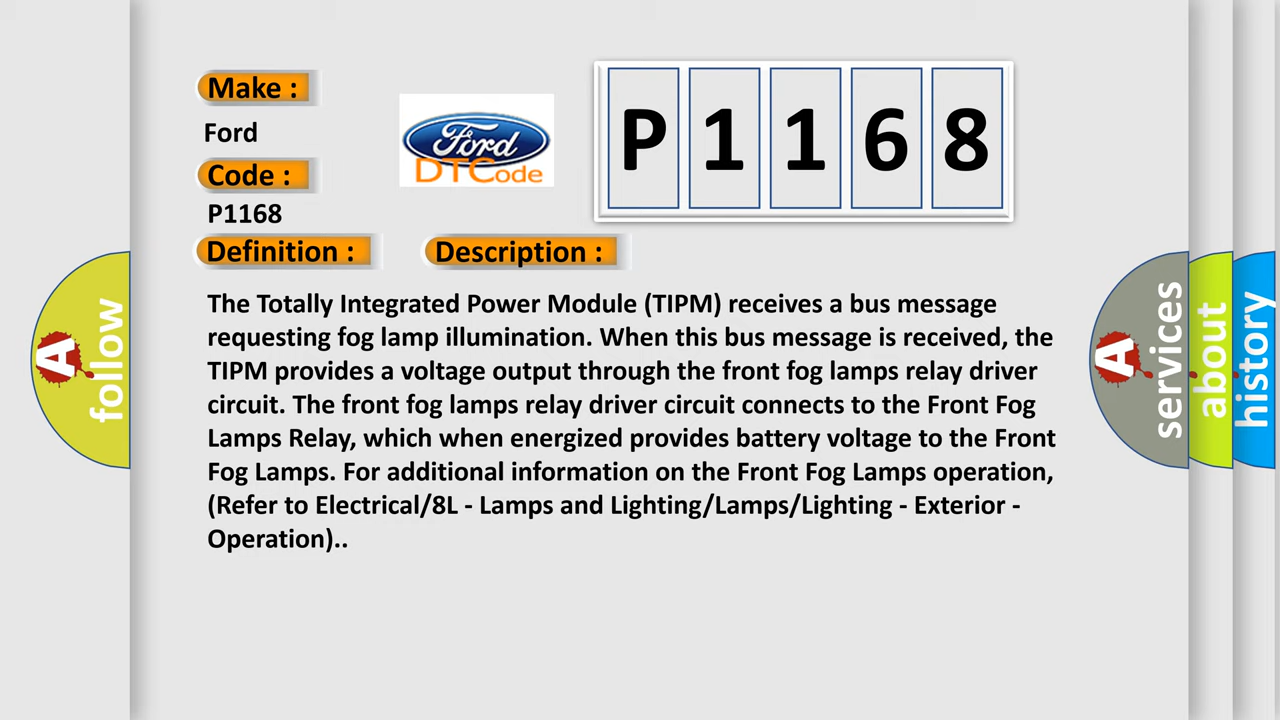 Make :
Ford
Code :
P1168
Ford
DTCode
P1168
Definition :
Description :
The Totally Integrated Power Module (TIPM) receives a bus message
requesting fog lamp illumination. When this bus message is received, the
TIPM provides a voltage output through the front fog lamps relay driver
circuit. The front fog lamps relay driver circuit connects to the Front Fog
Lamps Relay, which when energized provides battery voltage to the Front
Fog Lamps. For additional information on the Front Fog Lamps operation,
(Refer to Electrical/8L - Lamps and Lighting/Lamps/Lighting - Exterior -
Operation)..
A
follow
A
services
about
history